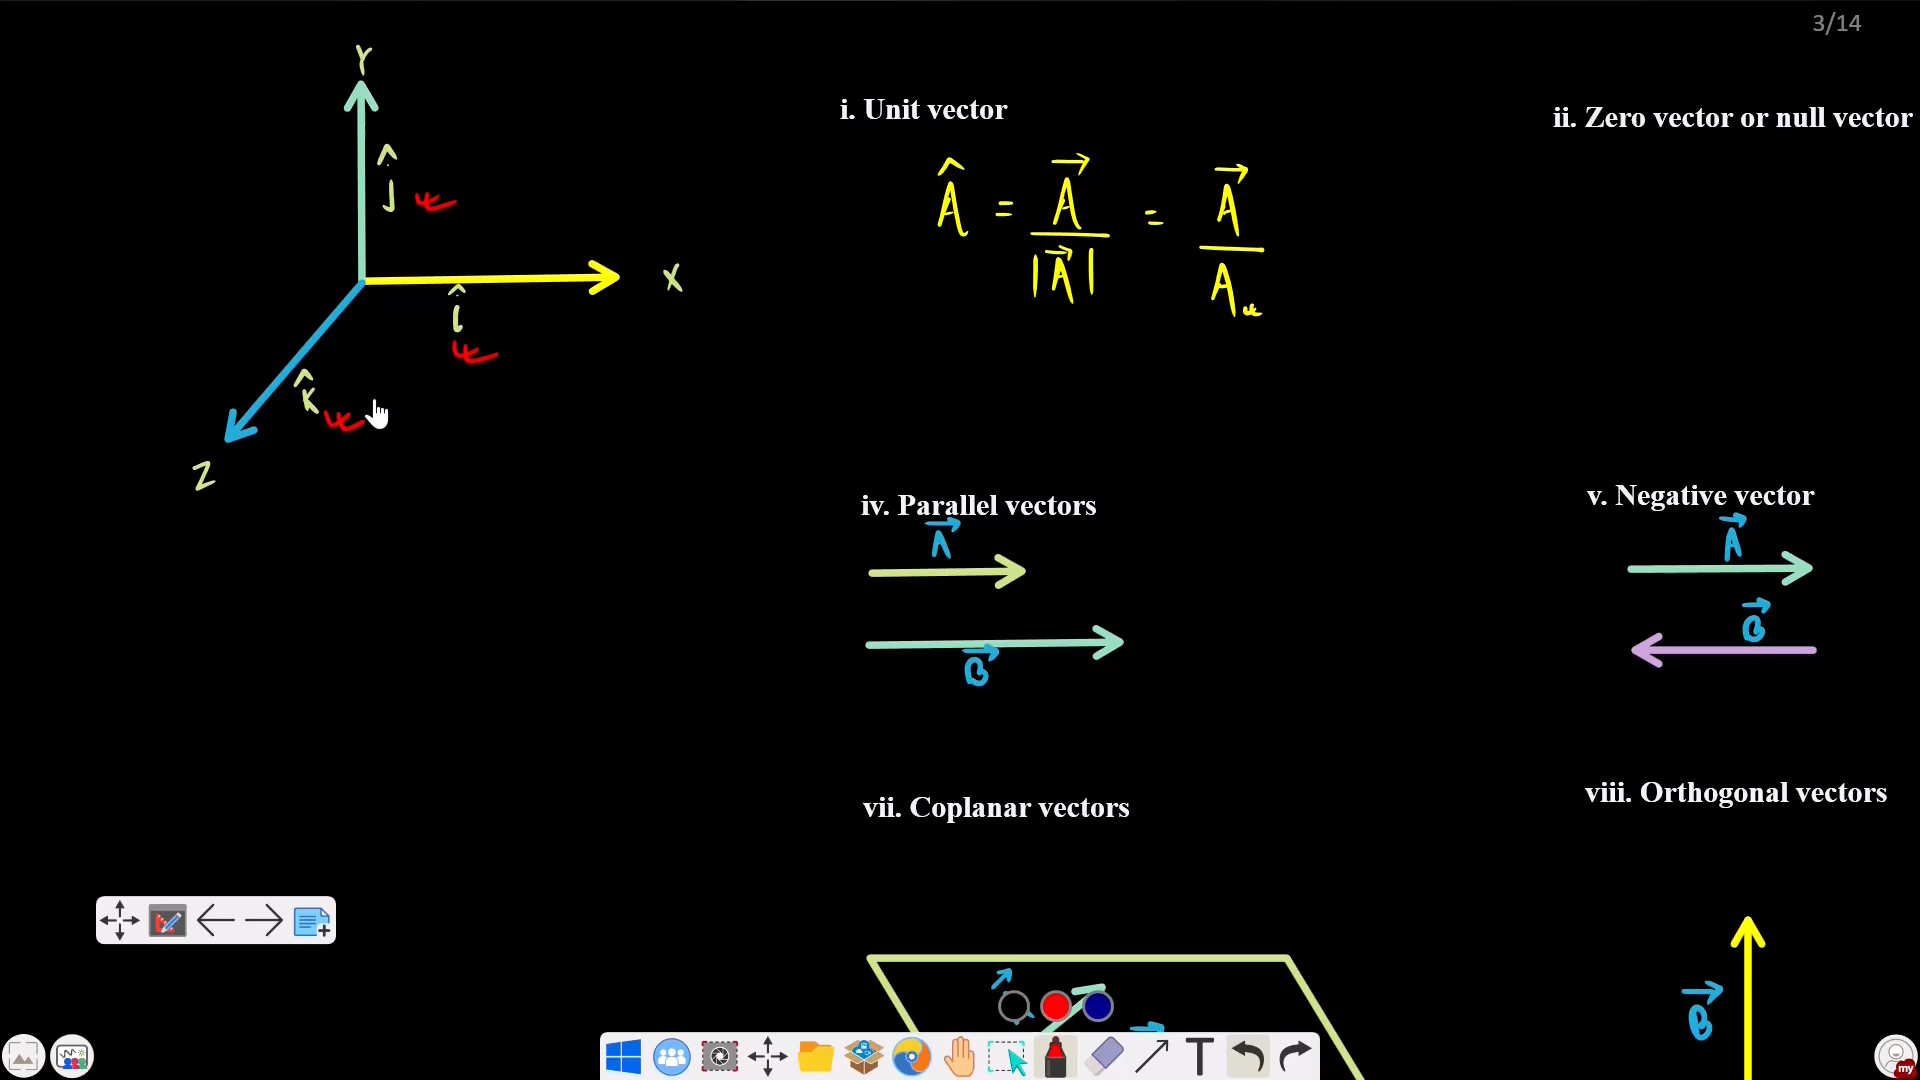 3/14
Y
ĵ
X
î
k̂
Z
i. Unit vector
Â = A⃗ / |A⃗| = A⃗ / A
ii. Zero vector or null vector
iv. Parallel vectors
A⃗
B⃗
v. Negative vector
A⃗
B⃗
vii. Coplanar vectors
viii. Orthogonal vectors
B⃗
T
my